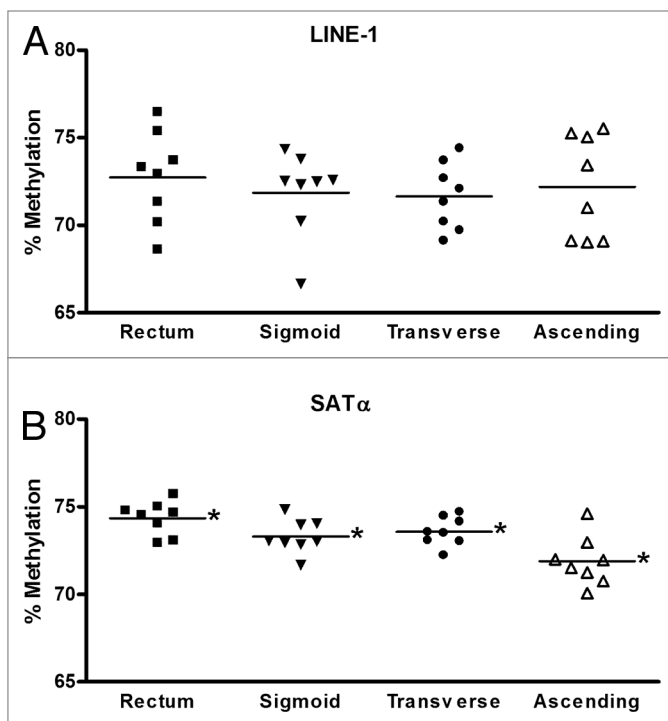 A
LINE-1
80
75
70
65
% Methylation
Rectum Sigmoid Transverse Ascending
B
SATα
80
75
70
65
% Methylation
* * * *
Rectum Sigmoid Transverse Ascending